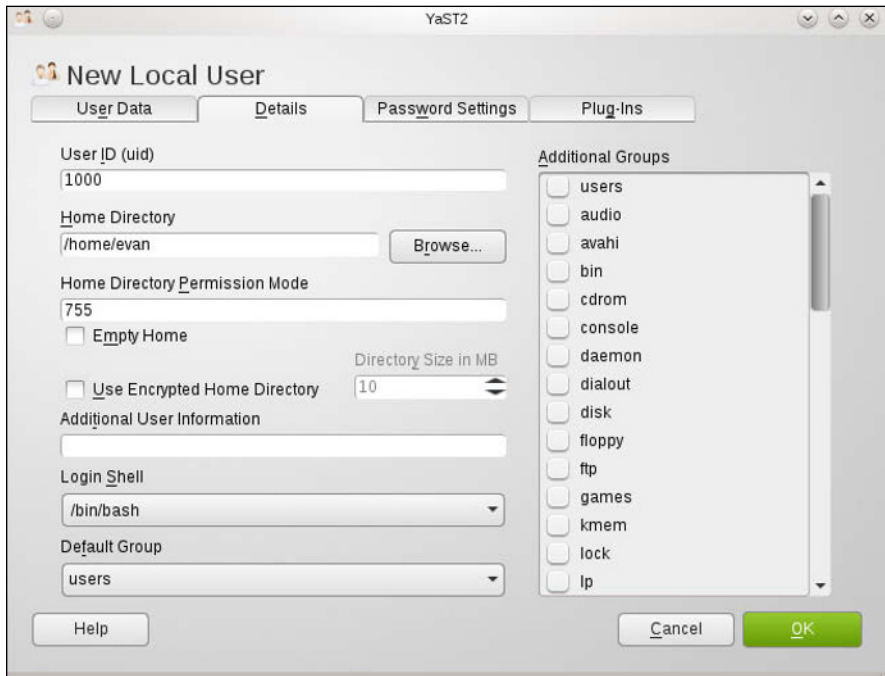 YaST2
New Local User
User Data
Details
Password Settings
Plug-Ins
User ID (uid)
1000
Home Directory
/home/evan
Browse...
Home Directory Permission Mode
755
Empty Home
Directory Size in MB
Use Encrypted Home Directory
10
Additional User Information
Login Shell
/bin/bash
Default Group
users
Additional Groups
users
audio
avahi
bin
cdrom
console
daemon
dialout
disk
floppy
ftp
games
kmem
lock
lp
Help
Cancel
OK